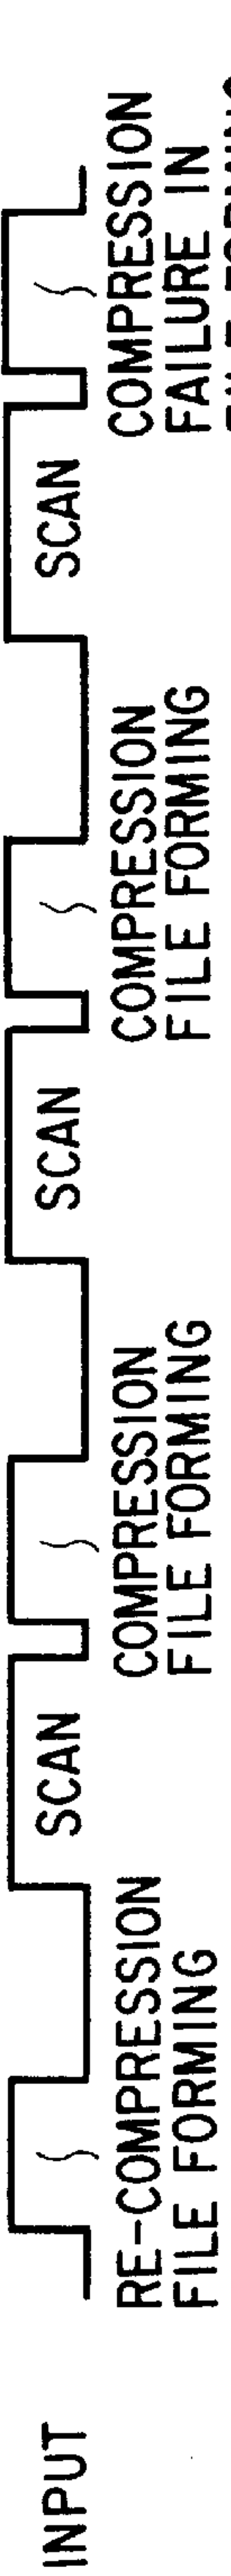 INPUT
RE-COMPRESSION
FILE FORMING
SCAN
COMPRESSION
FILE FORMING
SCAN
COMPRESSION
FILE FORMING
SCAN
COMPRESSION
FAILURE IN